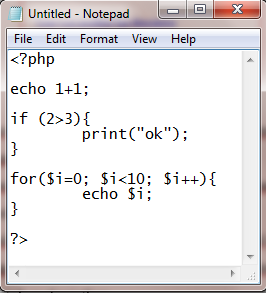 Untitled - Notepad
File Edit Format View Help
<?php
echo 1+1;
if (2>3){
        print("ok");
}
for($i=0; $i<10; $i++){
        echo $i;
}
?>